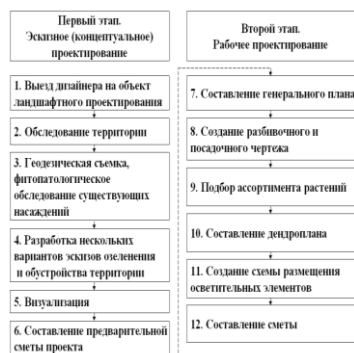 Первый этап.
Эскизное (концептуальное)
проектирование
1. Выезд дизайнера на объект
ландшафтного проектирования
2. Обследование территории
3. Геодезическая съемка,
фитопатологическое
обследование существующих
насаждений
4. Разработка нескольких
вариантов эскизов озеленения
и обустройства территории
5. Визуализация
6. Составление предварительной
сметы проекта
Второй этап.
Рабочее проектирование
7. Составление генерального плана
8. Создание разбивочного и
посадочного чертежа
9. Подбор ассортимента растений
10. Составление дендроплана
11. Создание схемы размещения
осветительных элементов
12. Составление сметы